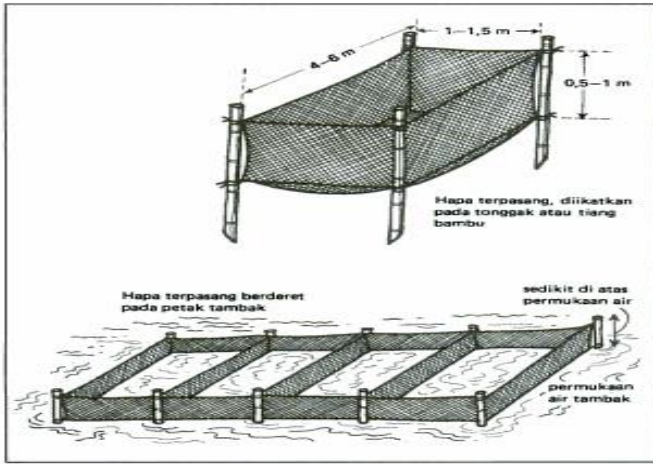 1–1,5 m
4–6 m
0,5–1 m
Hapa terpasang, diikatkan
pada tonggak atau tiang
bambu
Hapa terpasang berderet
pada petak tambak
sedikit di atas
permukaan air
permukaan
air tambak